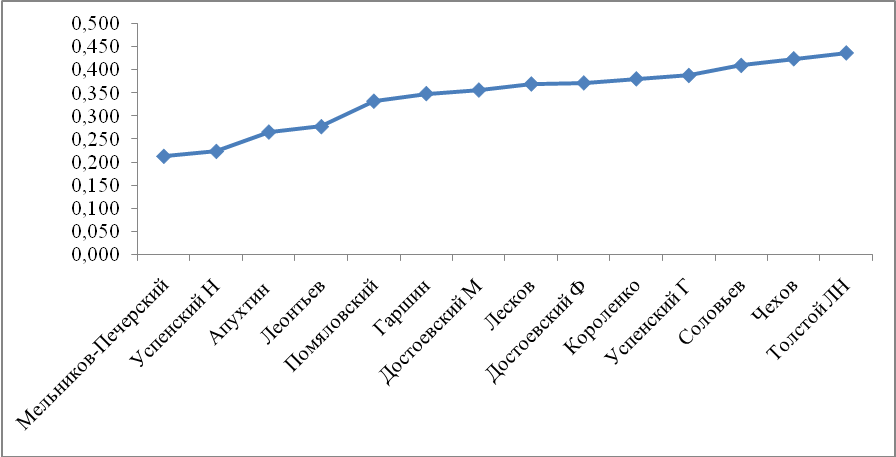 0,500
0,450
0,400
0,350
0,300
0,250
0,200
0,150
0,100
0,050
0,000
Мельников-Печерский
Успенский Н
Апухтин
Леонтьев
Помяловский
Гаршин
Достоевский М
Лесков
Достоевский Ф
Короленко
Успенский Г
Соловьев
Чехов
Толстой ЛН